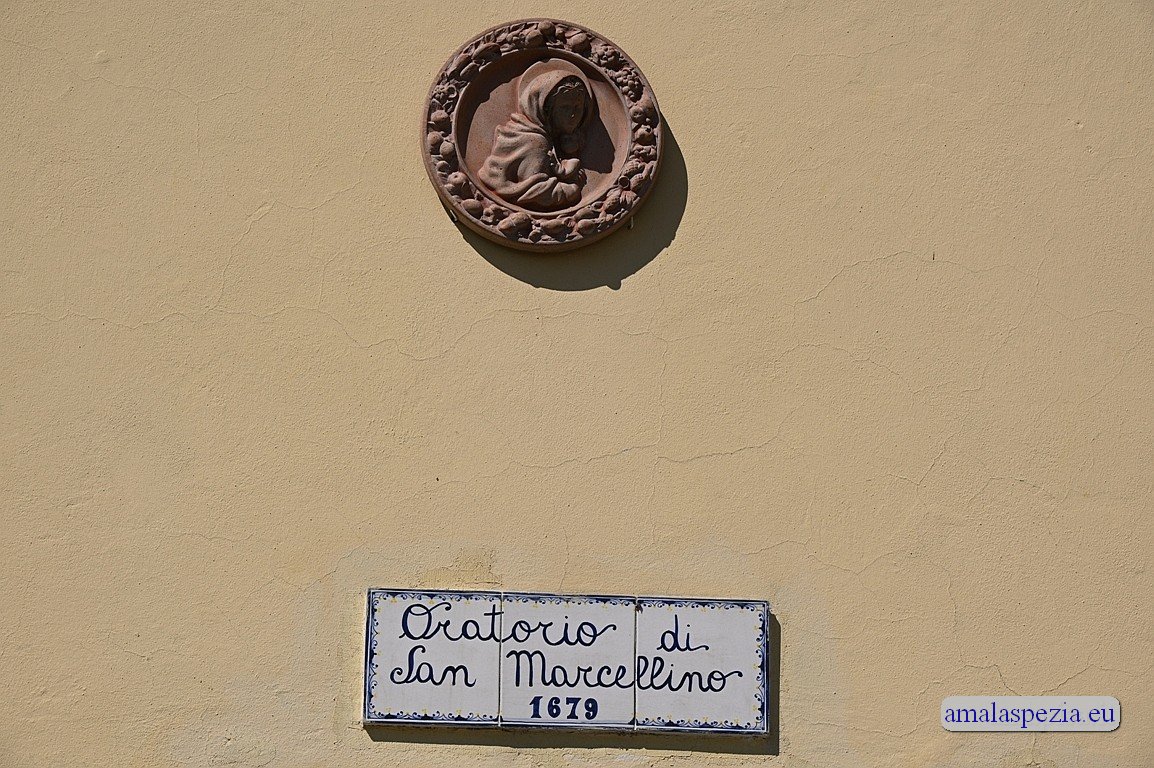 Oratorio di
San Marcellino
1679
amalaspezia.eu